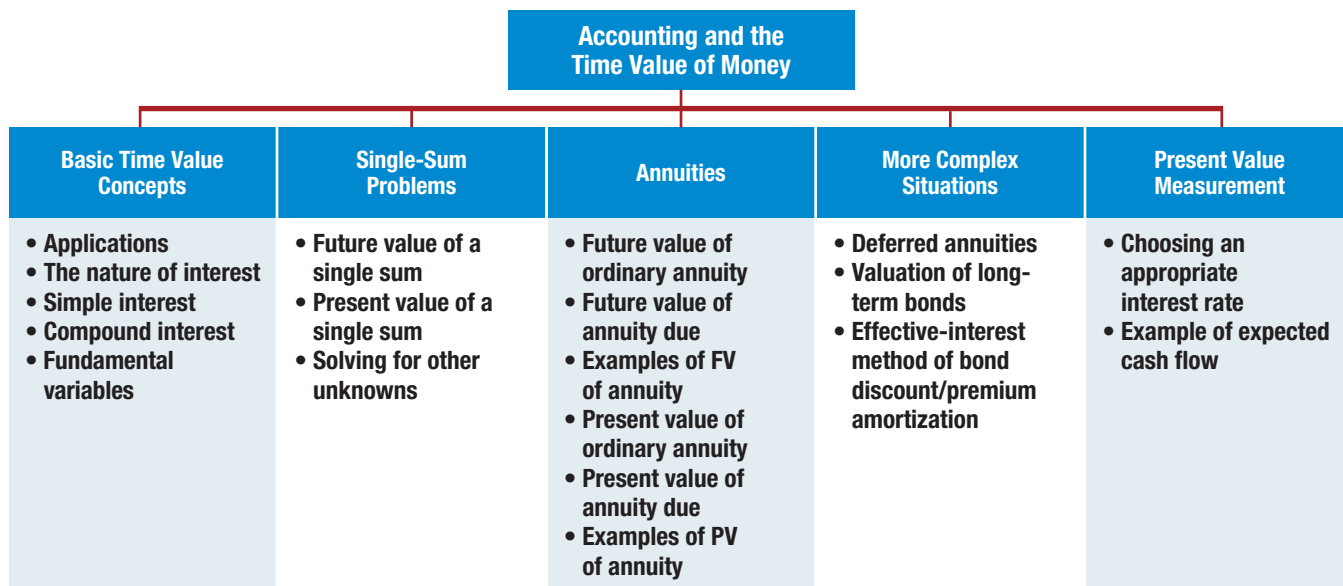 Accounting and the
Time Value of Money
Basic Time Value
Concepts
• Applications
• The nature of interest
• Simple interest
• Compound interest
• Fundamental
variables
Single-Sum
Problems
• Future value of a
single sum
• Present value of a
single sum
• Solving for other
unknowns
Annuities
• Future value of
ordinary annuity
• Future value of
annuity due
• Examples of FV
of annuity
• Present value of
ordinary annuity
• Present value of
annuity due
• Examples of PV
of annuity
More Complex
Situations
• Deferred annuities
• Valuation of long-
term bonds
• Effective-interest
method of bond
discount/premium
amortization
Present Value
Measurement
• Choosing an
appropriate
interest rate
• Example of expected
cash flow